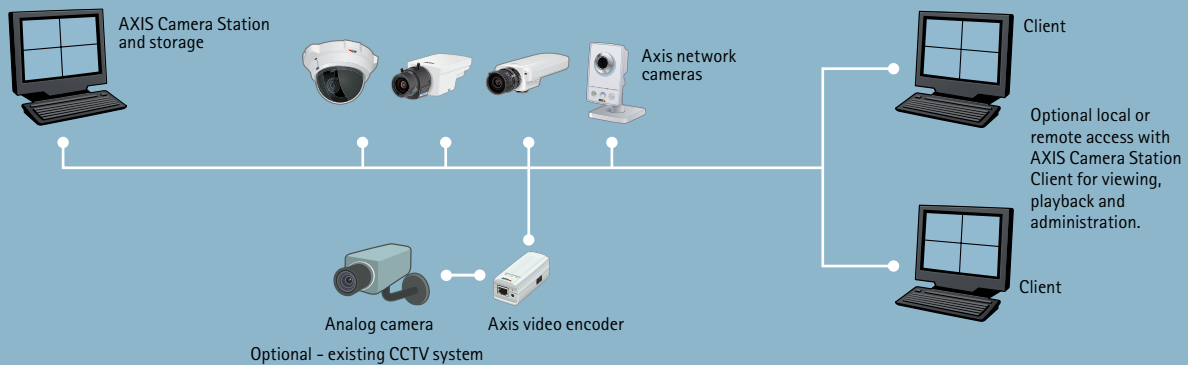 AXIS Camera Station
and storage
Axis network
cameras
Client
Optional local or
remote access with
AXIS Camera Station
Client for viewing,
playback and
administration.
Client
Analog camera
Axis video encoder
Optional - existing CCTV system